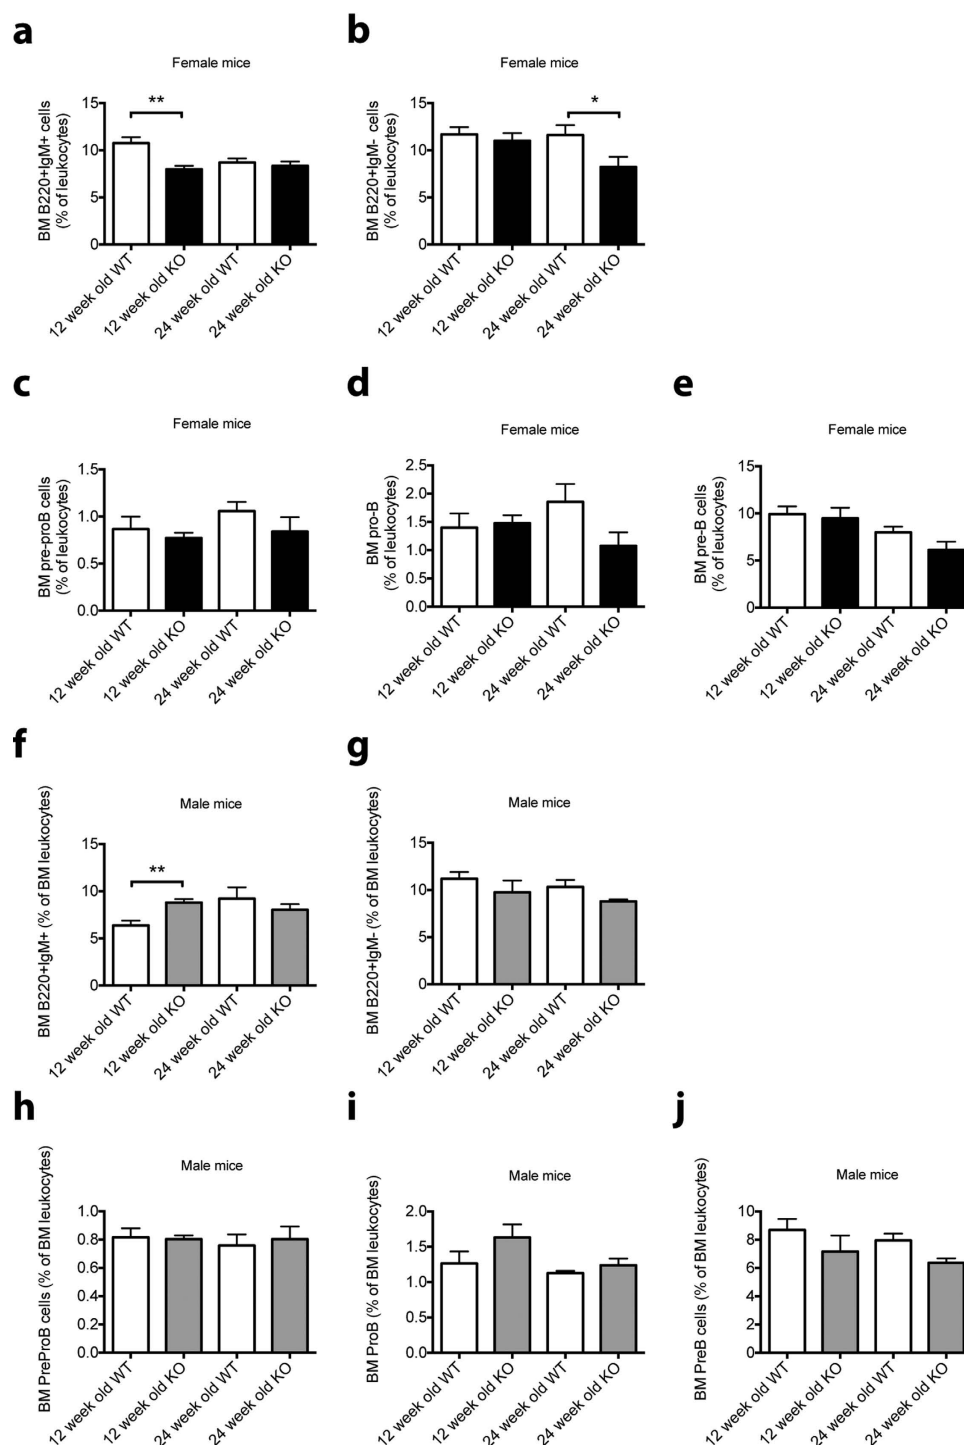 a
Female mice
BM B220+IgM+ cells
(% of leukocytes)
15
10
5
0
**
12 week old WT
12 week old KO
24 week old WT
24 week old KO
b
Female mice
BM B220+IgM- cells
(% of leukocytes)
15
10
5
0
*
12 week old WT
12 week old KO
24 week old WT
24 week old KO
c
Female mice
BM pre-proB cells
(% of leukocytes)
1.5
1.0
0.5
0.0
12 week old WT
12 week old KO
24 week old WT
24 week old KO
d
Female mice
BM pro-B
(% of leukocytes)
2.5
2.0
1.5
1.0
0.5
0.0
12 week old WT
12 week old KO
24 week old WT
24 week old KO
e
Female mice
BM pre-B cells
(% of leukocytes)
15
10
5
0
12 week old WT
12 week old KO
24 week old WT
24 week old KO
f
Male mice
BM B220+IgM+ (% of BM leukocytes)
15
10
5
0
**
12 week old WT
12 week old KO
24 week old WT
24 week old KO
g
Male mice
BM B220+IgM- (% of BM leukocytes)
15
10
5
0
12 week old WT
12 week old KO
24 week old WT
24 week old KO
h
Male mice
BM PreProB cells (% of BM leukocytes)
1.0
0.8
0.6
0.4
0.2
0.0
12 week old WT
12 week old KO
24 week old WT
24 week old KO
i
Male mice
BM ProB (% of BM leukocytes)
2.0
1.5
1.0
0.5
0.0
12 week old WT
12 week old KO
24 week old WT
24 week old KO
j
Male mice
BM PreB cells (% of BM leukocytes)
10
8
6
4
2
0
12 week old WT
12 week old KO
24 week old WT
24 week old KO